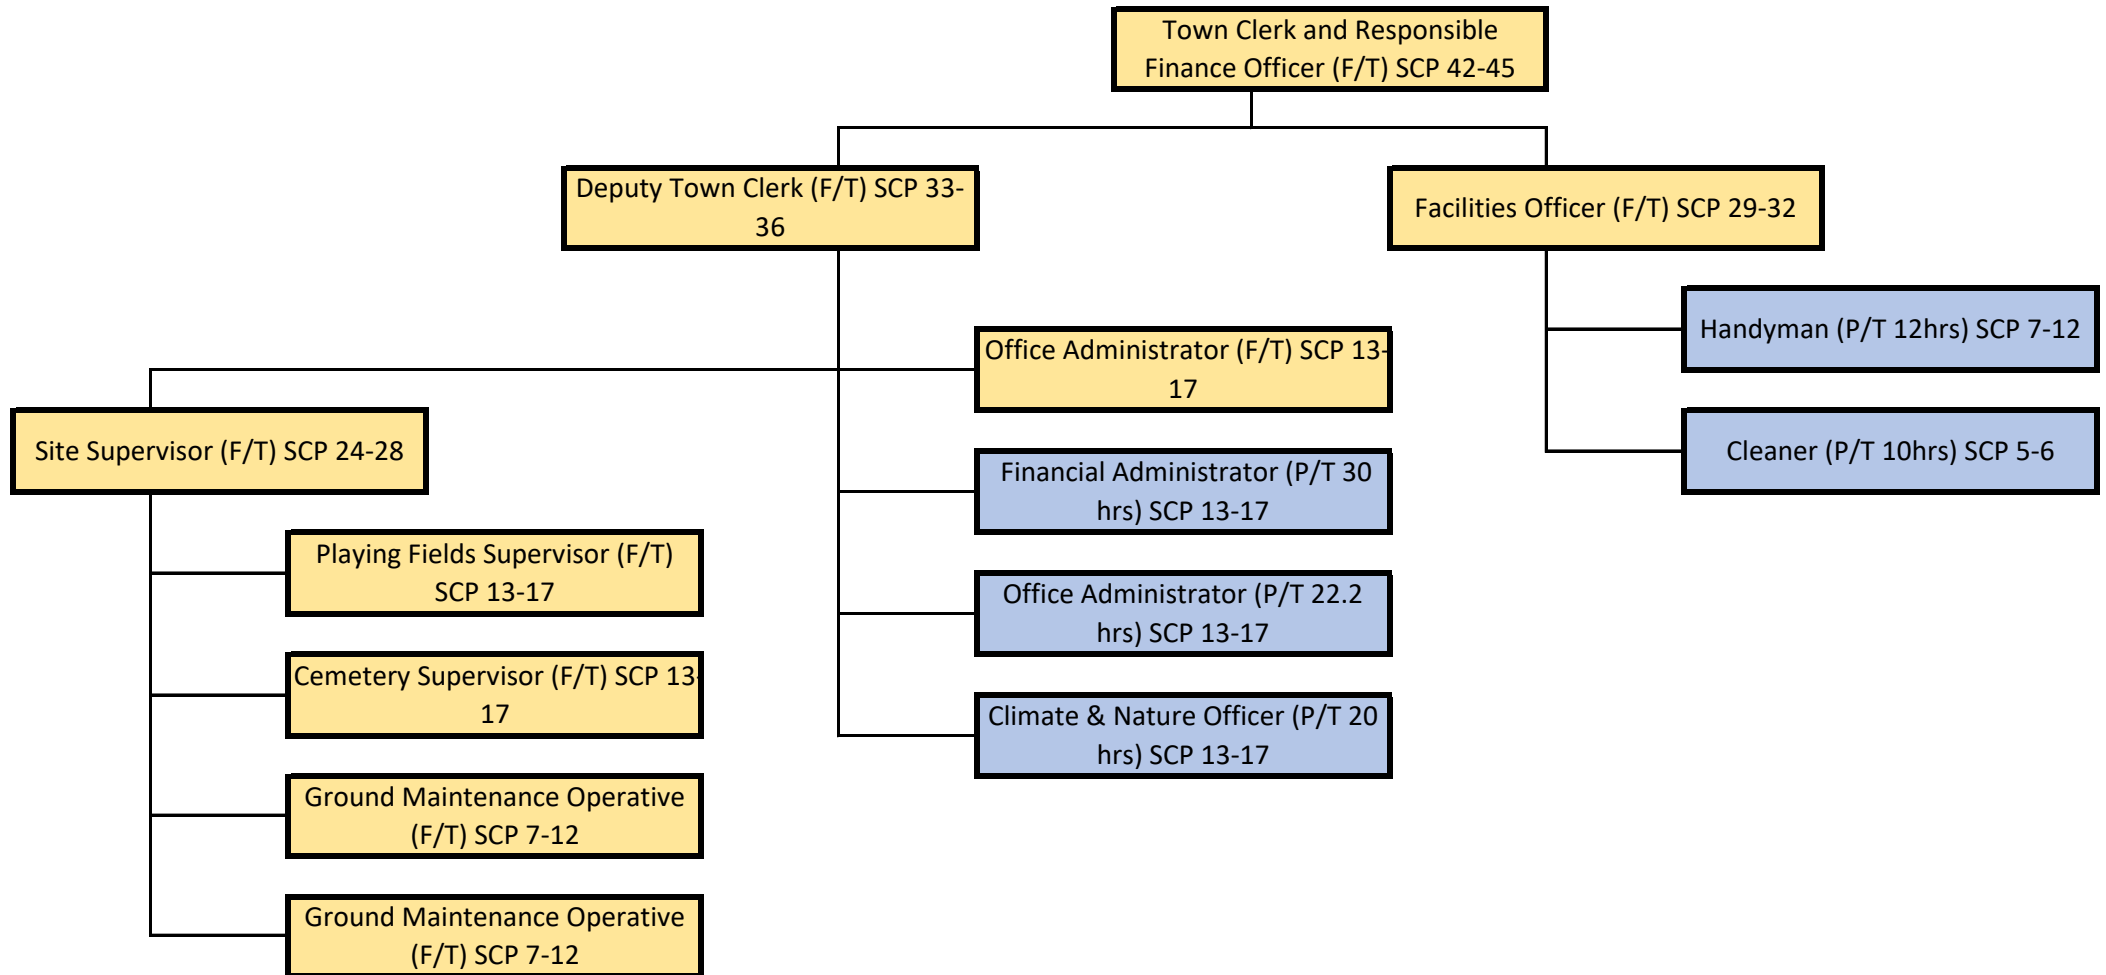 Town Clerk and Responsible
Finance Officer (F/T) SCP 42-45
Deputy Town Clerk (F/T) SCP 33-
36
Facilities Officer (F/T) SCP 29-32
Handyman (P/T 12hrs) SCP 7-12
Cleaner (P/T 10hrs) SCP 5-6
Office Administrator (F/T) SCP 13-
17
Financial Administrator (P/T 30
hrs) SCP 13-17
Office Administrator (P/T 22.2
hrs) SCP 13-17
Climate & Nature Officer (P/T 20
hrs) SCP 13-17
Site Supervisor (F/T) SCP 24-28
Playing Fields Supervisor (F/T)
SCP 13-17
Cemetery Supervisor (F/T) SCP 13-
17
Ground Maintenance Operative
(F/T) SCP 7-12
Ground Maintenance Operative
(F/T) SCP 7-12